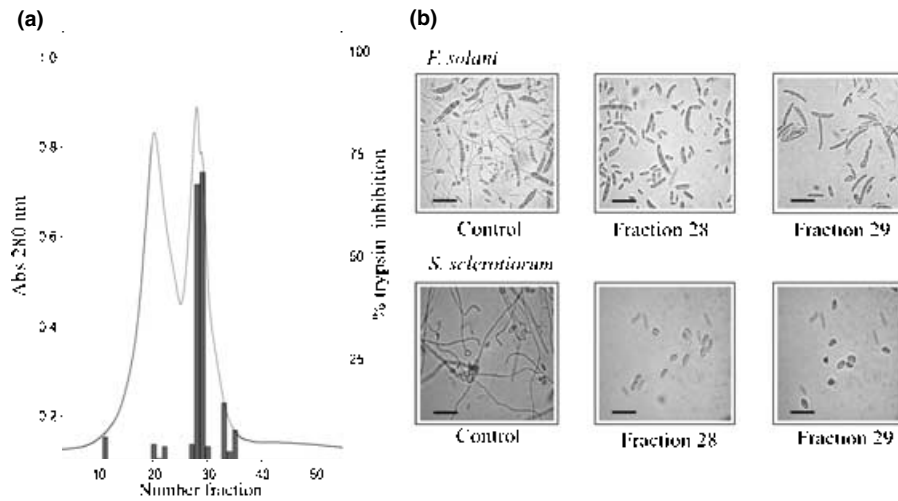 (a)
Abs 280 nm
1.0
0.8
0.6
0.4
0.2
10
20
30
40
50
Number fraction
100
75
50
25
% trypsin inhibition
(b)
F. solani
Control
Fraction 28
Fraction 29
S. sclerotiorum
Control
Fraction 28
Fraction 29